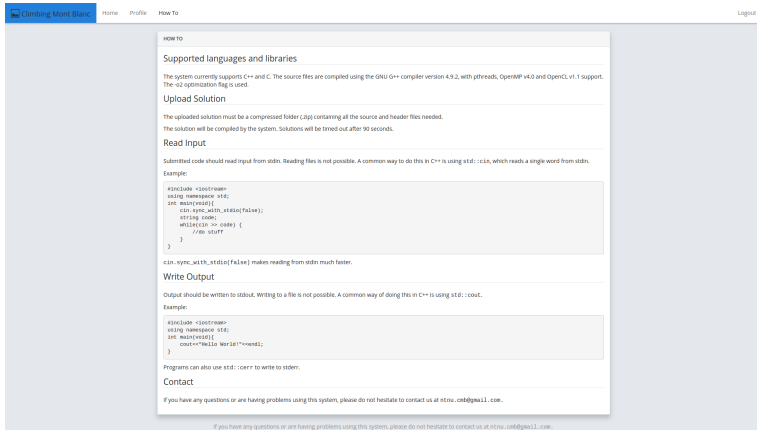 Climbing Mont Blanc Home Profile How To Logout
HOW TO
Supported languages and libraries
The system currently supports C++ and C. The source files are compiled using the GNU G++ compiler version 4.9.2, with pthreads, OpenMP v4.0 and OpenCL v1.1 support.
The -o2 optimization flag is used.
Upload Solution
The uploaded solution must be a compressed folder (.zip) containing all the source and header files needed.
The solution will be compiled by the system. Solutions will be timed out after 90 seconds.
Read Input
Submitted code should read input from stdin. Reading files is not possible. A common way to do this in C++ is using std::cin, which reads a single word from stdin.
Example:
#include <iostream>
using namespace std;
int main(void){
    cin.sync_with_stdio(false);
    string code;
    while(cin >> code) {
        //do stuff
    }
}
cin.sync_with_stdio(false) makes reading from stdin much faster.
Write Output
Output should be written to stdout. Writing to a file is not possible. A common way of doing this in C++ is using std::cout.
Example:
#include <iostream>
using namespace std;
int main(void){
    cout<<"Hello World!"<<endl;
}
Programs can also use std::cerr to write to stderr.
Contact
If you have any questions or are having problems using this system, please do not hesitate to contact us at ntnu.cmb@gmail.com.
If you have any questions or are having problems using this system, please do not hesitate to contact us at ntnu.cmb@gmail.com.